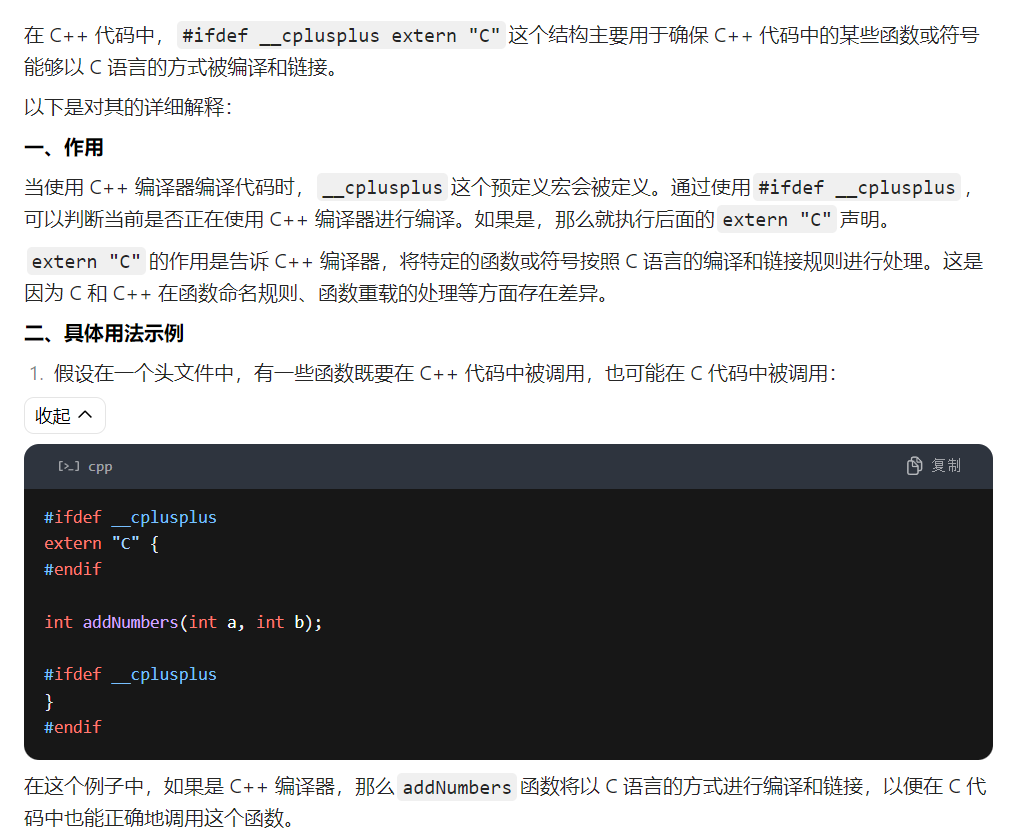 在 C++ 代码中， #ifdef __cplusplus extern "C" 这个结构主要用于确保 C++ 代码中的某些函数或符号
能够以 C 语言的方式被编译和链接。
以下是对其的详细解释：
一、作用
当使用 C++ 编译器编译代码时， __cplusplus 这个预定义宏会被定义。通过使用 #ifdef __cplusplus ，
可以判断当前是否正在使用 C++ 编译器进行编译。如果是，那么就执行后面的 extern "C" 声明。
extern "C" 的作用是告诉 C++ 编译器，将特定的函数或符号按照 C 语言的编译和链接规则进行处理。这是
因为 C 和 C++ 在函数命名规则、函数重载的处理等方面存在差异。
二、具体用法示例
1. 假设在一个头文件中，有一些函数既要在 C++ 代码中被调用，也可能在 C 代码中被调用：
收起
[>_] cpp 复制
#ifdef __cplusplus
extern "C" {
#endif
int addNumbers(int a, int b);
#ifdef __cplusplus
}
#endif
在这个例子中，如果是 C++ 编译器，那么 addNumbers 函数将以 C 语言的方式进行编译和链接，以便在 C 代
码中也能正确地调用这个函数。